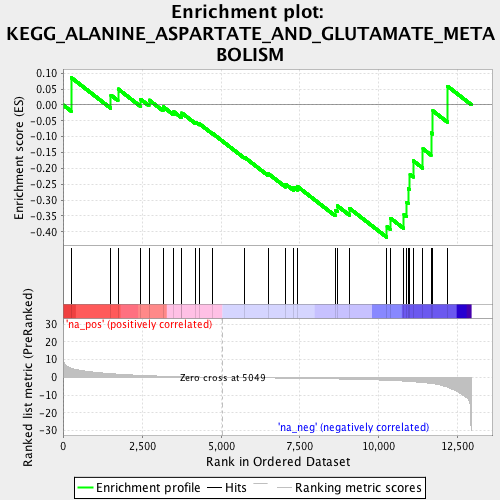 Enrichment plot:
KEGG_ALANINE_ASPARTATE_AND_GLUTAMATE_META
BOLISM
Enrichment score (ES)
0.10
0.05
0.00
-0.05
-0.10
-0.15
-0.20
-0.25
-0.30
-0.35
-0.40
'na_pos' (positively correlated)
Ranked list metric (PreRanked)
30
20
10
0
-10
-20
-30
Zero cross at 5049
'na_neg' (negatively correlated)
0
2,500
5,000
7,500
10,000
12,500
Rank in Ordered Dataset
Enrichment profile
Hits
Ranking metric scores